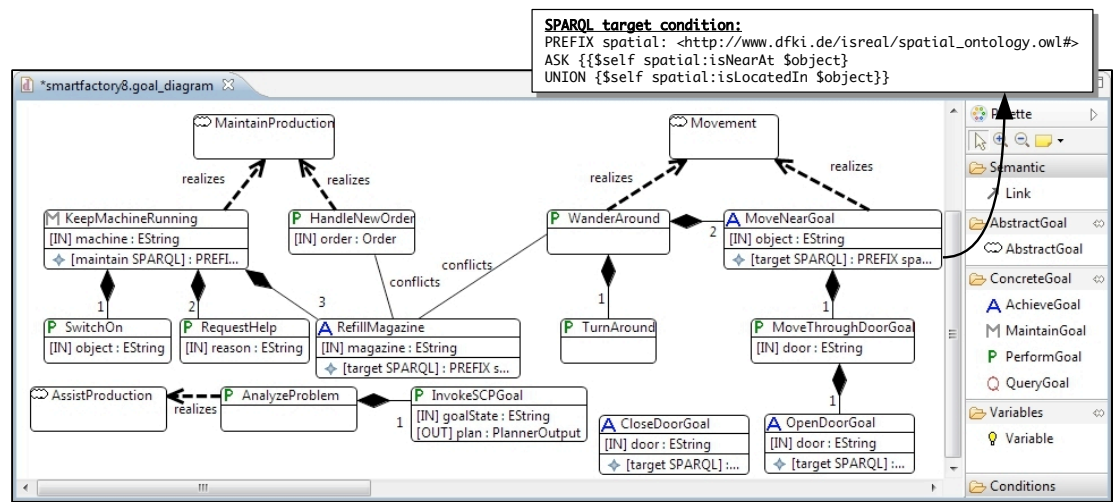 SPARQL target condition:
PREFIX spatial: <http://www.dfki.de/isreal/spatial_ontology.owl#>
ASK {{$self spatial:isNearAt $object}
UNION {$self spatial:isLocatedIn $object}}
*smartfactory8.goal_diagram
MaintainProduction
Movement
realizes
realizes
realizes
realizes
KeepMachineRunning
[IN] machine : EString
[maintain SPARQL] : PREFI...
HandleNewOrder
[IN] order : Order
WanderAround
2
MoveNearGoal
[IN] object : EString
[target SPARQL] : PREFIX spa...
conflicts
conflicts
1
2
3
1
1
SwitchOn
[IN] object : EString
RequestHelp
[IN] reason : EString
RefillMagazine
[IN] magazine : EString
[target SPARQL] : PREFIX s...
TurnAround
MoveThroughDoorGoal
[IN] door : EString
AssistProduction
realizes
AnalyzeProblem
1
InvokeSCPGoal
[IN] goalState : EString
[OUT] plan : PlannerOutput
CloseDoorGoal
[IN] door : EString
[target SPARQL] :...
1
OpenDoorGoal
[IN] door : EString
[target SPARQL] :...
Semantic
Link
AbstractGoal
AbstractGoal
ConcreteGoal
AchieveGoal
MaintainGoal
PerformGoal
QueryGoal
Variables
Variable
Conditions